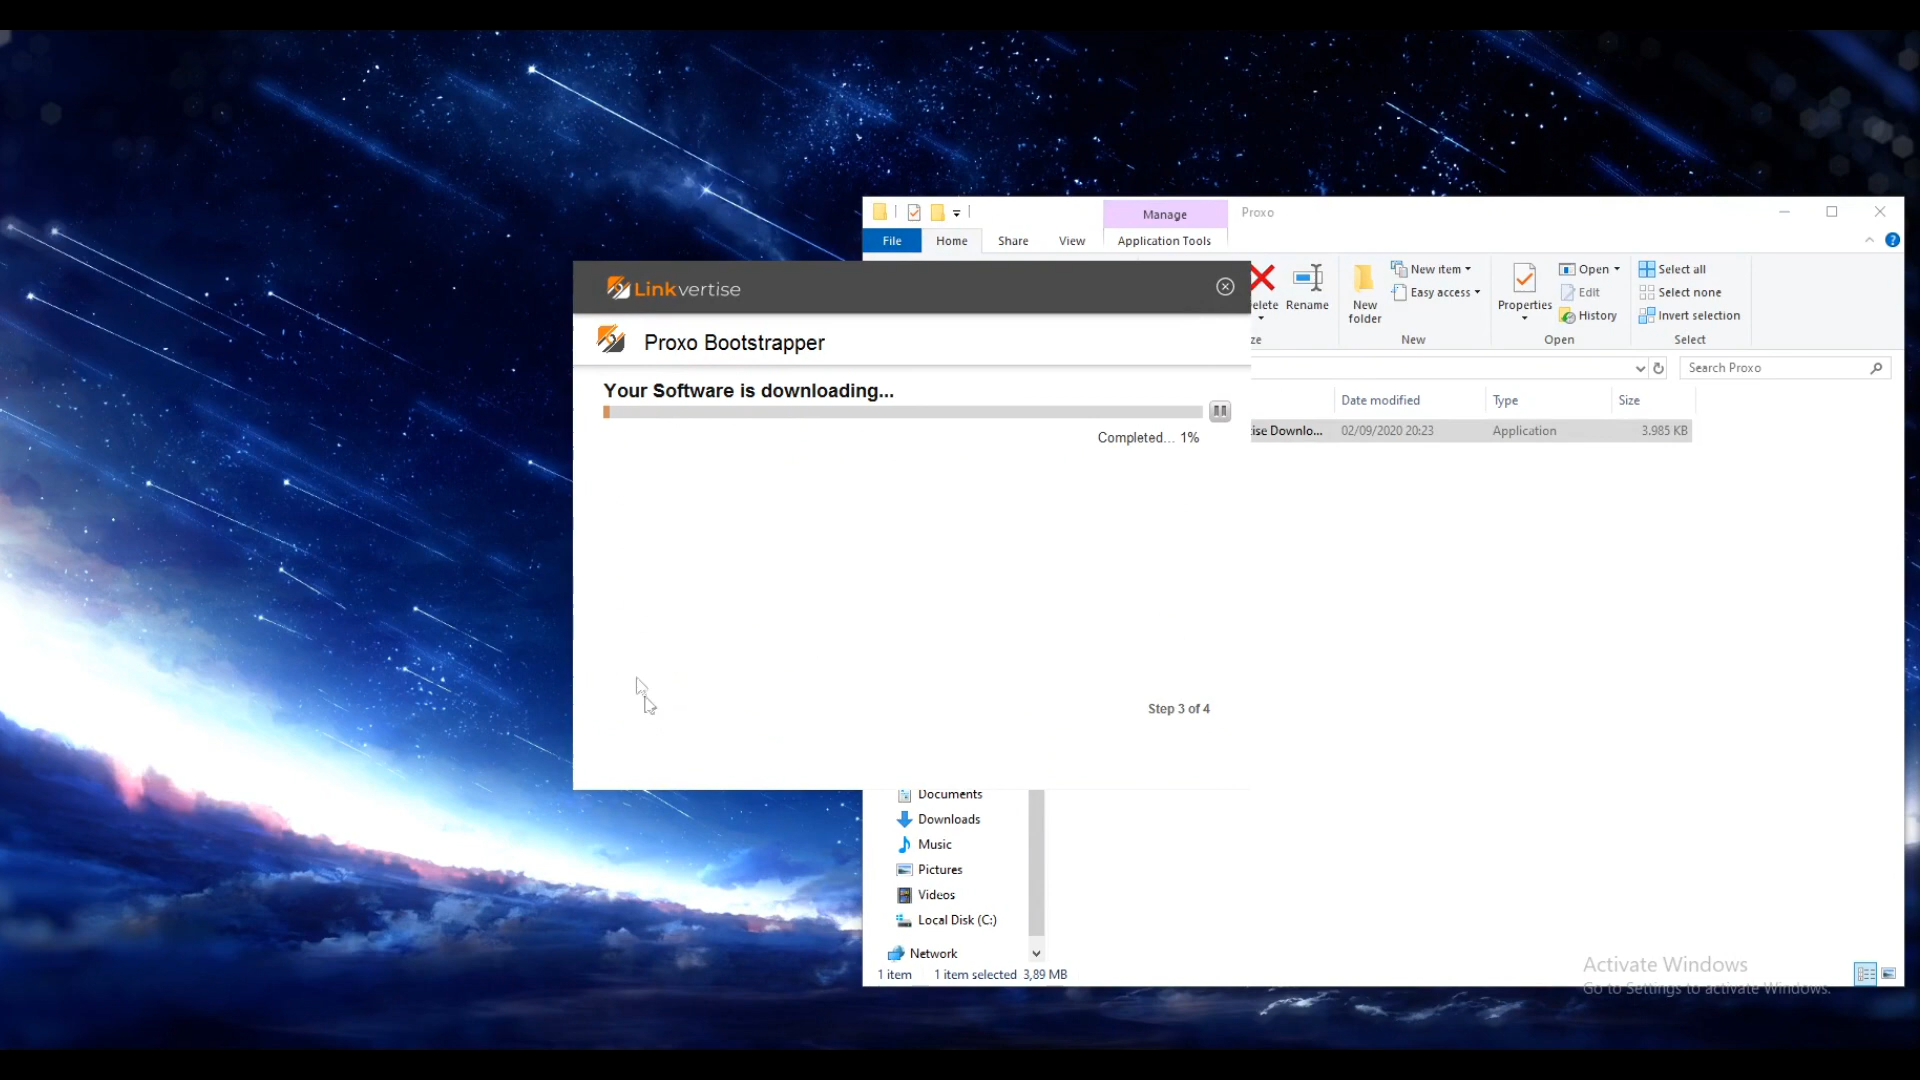 Manage
Proxo
File
Home
Share
View
Application Tools
Linkvertise
Proxo Bootstrapper
Your Software is downloading...
Completed... 1%
Step 3 of 4
elete
Rename
New folder
New item
Easy access
New
Properties
Open
Edit
History
Open
Select all
Select none
Invert selection
Select
Search Proxo
Date modified
Type
Size
ise Downlo...
02/09/2020 20:23
Application
3.985 KB
Documents
Downloads
Music
Pictures
Videos
Local Disk (C:)
Network
1 item
1 item selected 3,89 MB
Activate Windows
Go to Settings to activate Windows.